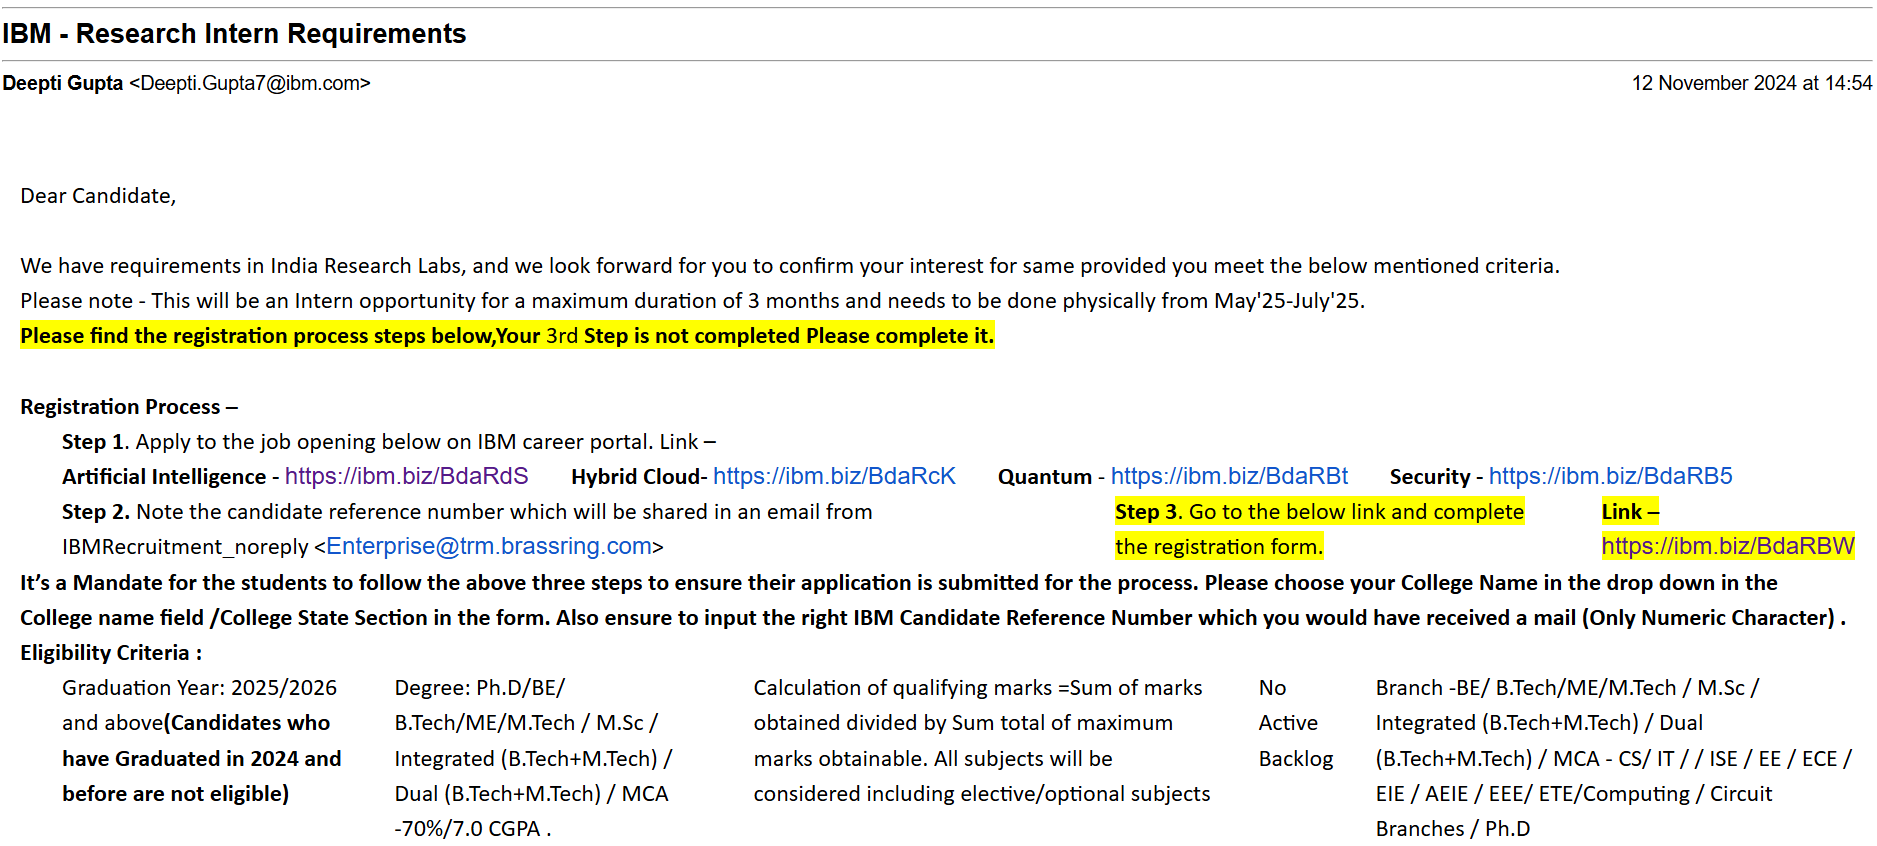 IBM - Research Intern Requirements
Deepti Gupta <Deepti.Gupta7@ibm.com> 12 November 2024 at 14:54
Dear Candidate,
We have requirements in India Research Labs, and we look forward for you to confirm your interest for same provided you meet the below mentioned criteria.
Please note - This will be an Intern opportunity for a maximum duration of 3 months and needs to be done physically from May'25-July'25.
Please find the registration process steps below,Your 3rd Step is not completed Please complete it.
Registration Process –
Step 1. Apply to the job opening below on IBM career portal. Link –
Artificial Intelligence - https://ibm.biz/BdaRdS Hybrid Cloud- https://ibm.biz/BdaRcK Quantum - https://ibm.biz/BdaRBt Security - https://ibm.biz/BdaRB5
Step 2. Note the candidate reference number which will be shared in an email from
IBMRecruitment_noreply <Enterprise@trm.brassring.com>
Step 3. Go to the below link and complete
the registration form.
Link –
https://ibm.biz/BdaRBW
It’s a Mandate for the students to follow the above three steps to ensure their application is submitted for the process. Please choose your College Name in the drop down in the
College name field /College State Section in the form. Also ensure to input the right IBM Candidate Reference Number which you would have received a mail (Only Numeric Character) .
Eligibility Criteria :
Graduation Year: 2025/2026
and above(Candidates who
have Graduated in 2024 and
before are not eligible)
Degree: Ph.D/BE/
B.Tech/ME/M.Tech / M.Sc /
Integrated (B.Tech+M.Tech) /
Dual (B.Tech+M.Tech) / MCA
-70%/7.0 CGPA .
Calculation of qualifying marks =Sum of marks
obtained divided by Sum total of maximum
marks obtainable. All subjects will be
considered including elective/optional subjects
No
Active
Backlog
Branch -BE/ B.Tech/ME/M.Tech / M.Sc /
Integrated (B.Tech+M.Tech) / Dual
(B.Tech+M.Tech) / MCA - CS/ IT / / ISE / EE / ECE /
EIE / AEIE / EEE/ ETE/Computing / Circuit
Branches / Ph.D